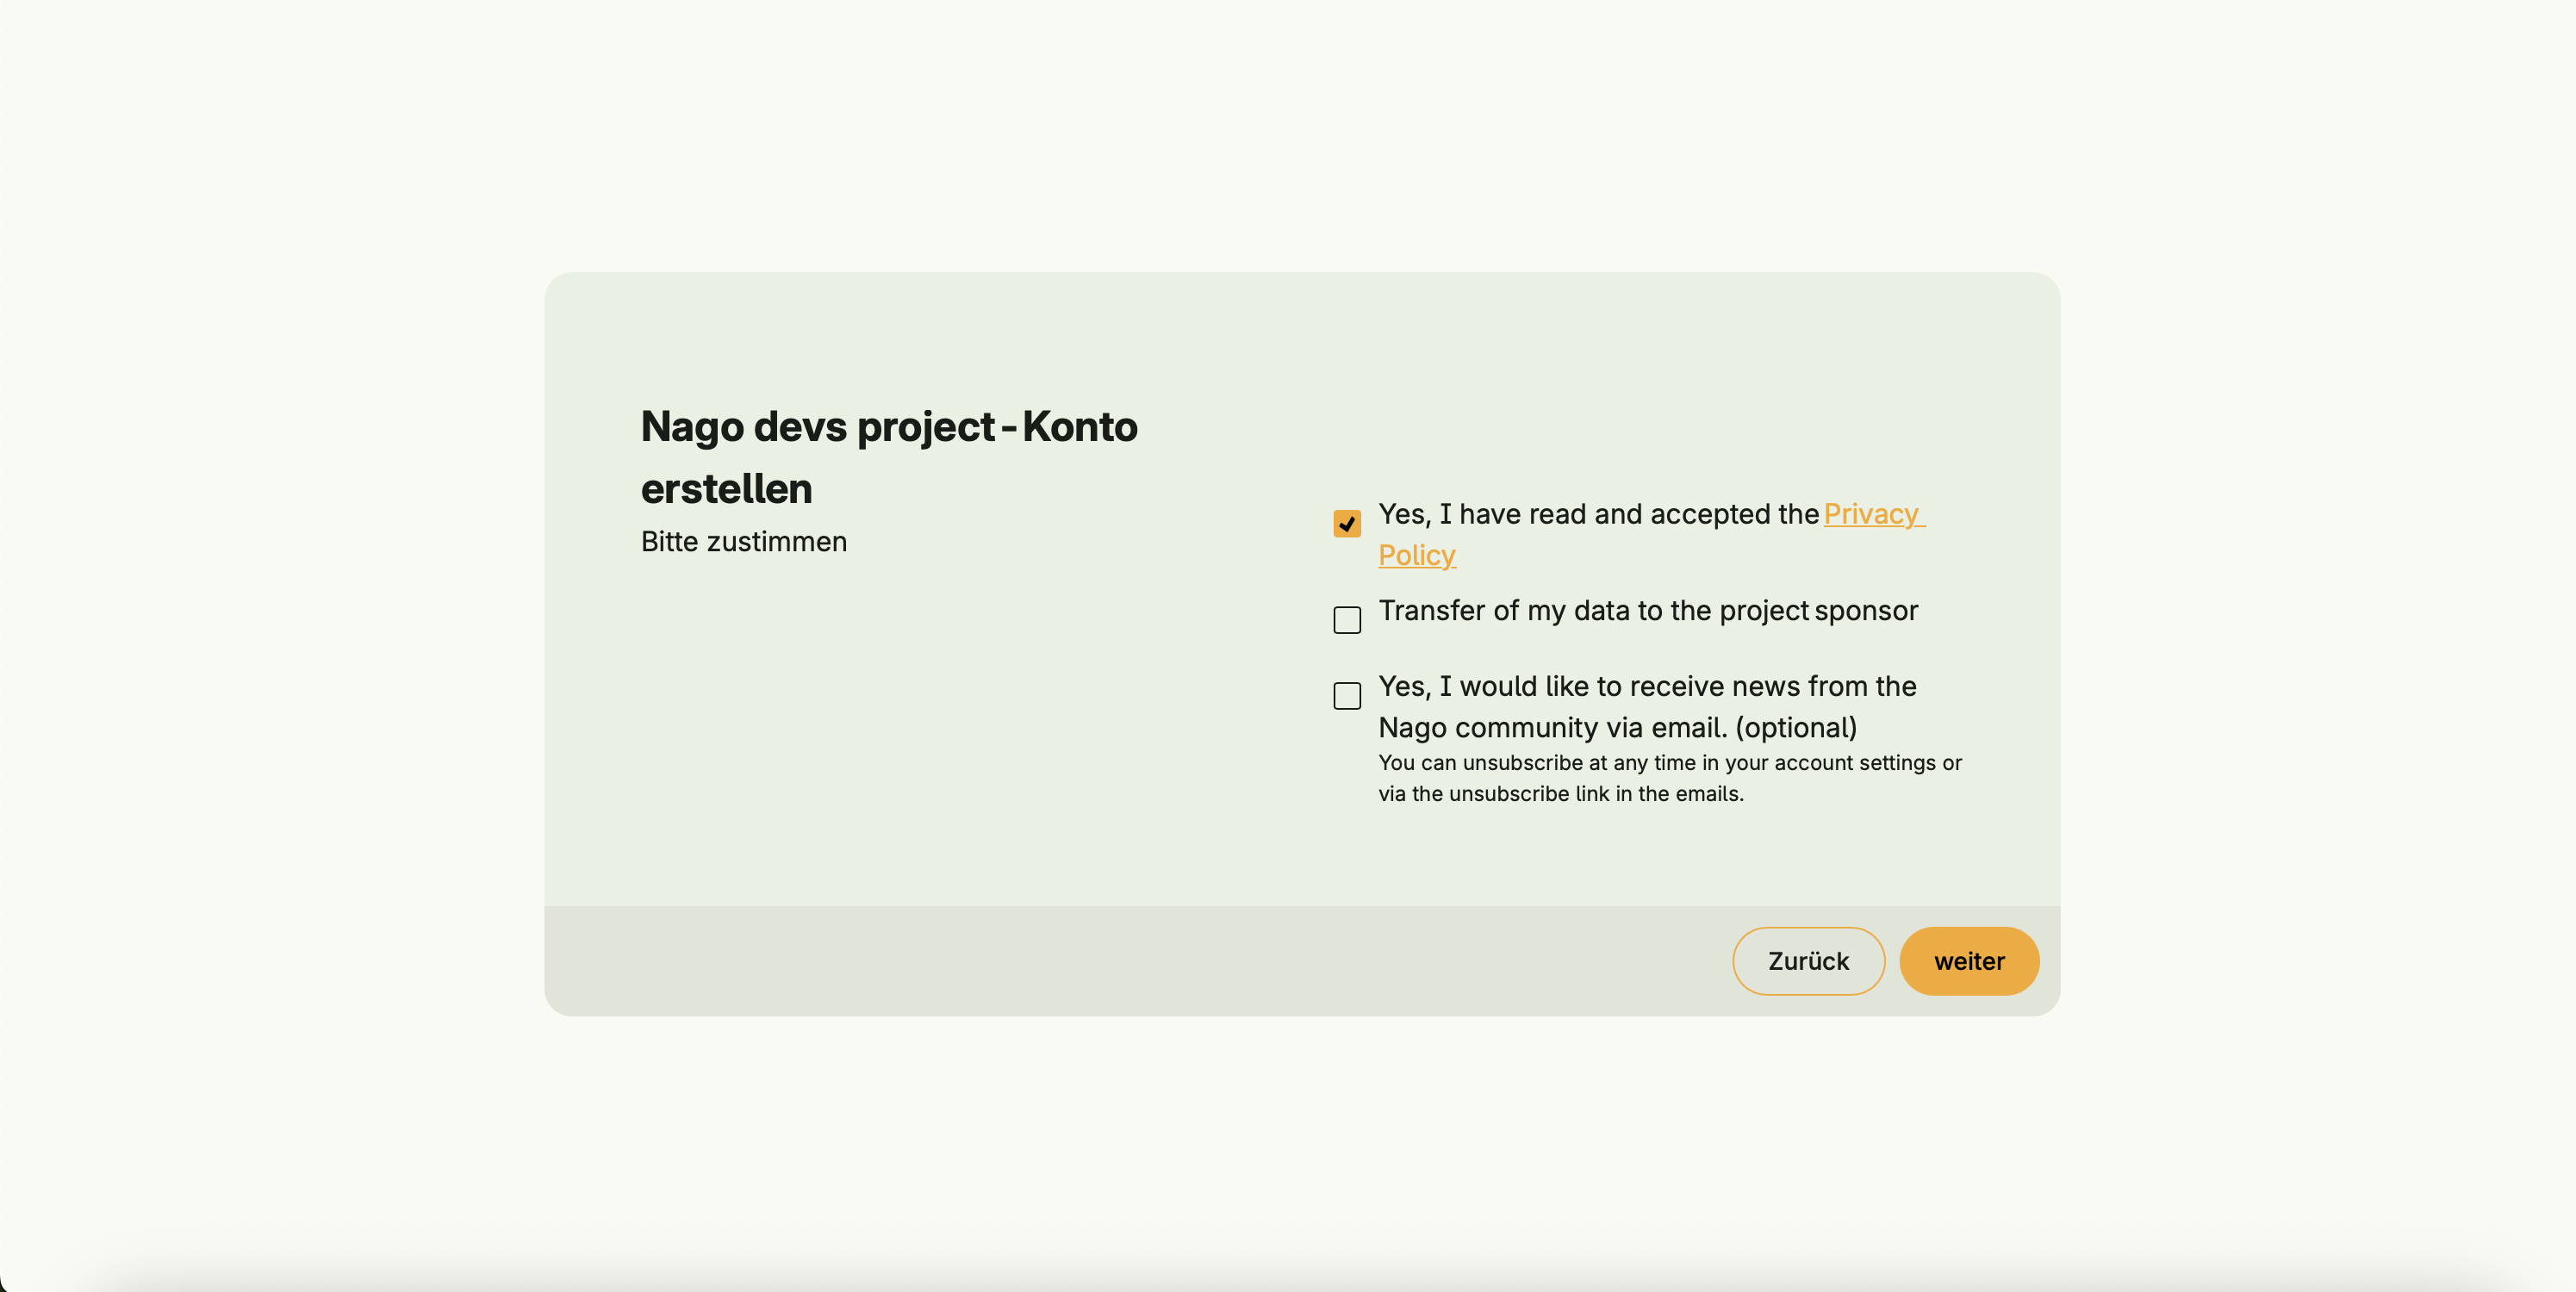 Nago devs project-Konto
erstellen
Bitte zustimmen
Yes, I have read and accepted the Privacy
Policy
Transfer of my data to the project sponsor
Yes, I would like to receive news from the
Nago community via email. (optional)
You can unsubscribe at any time in your account settings or
via the unsubscribe link in the emails.
Zurück
weiter